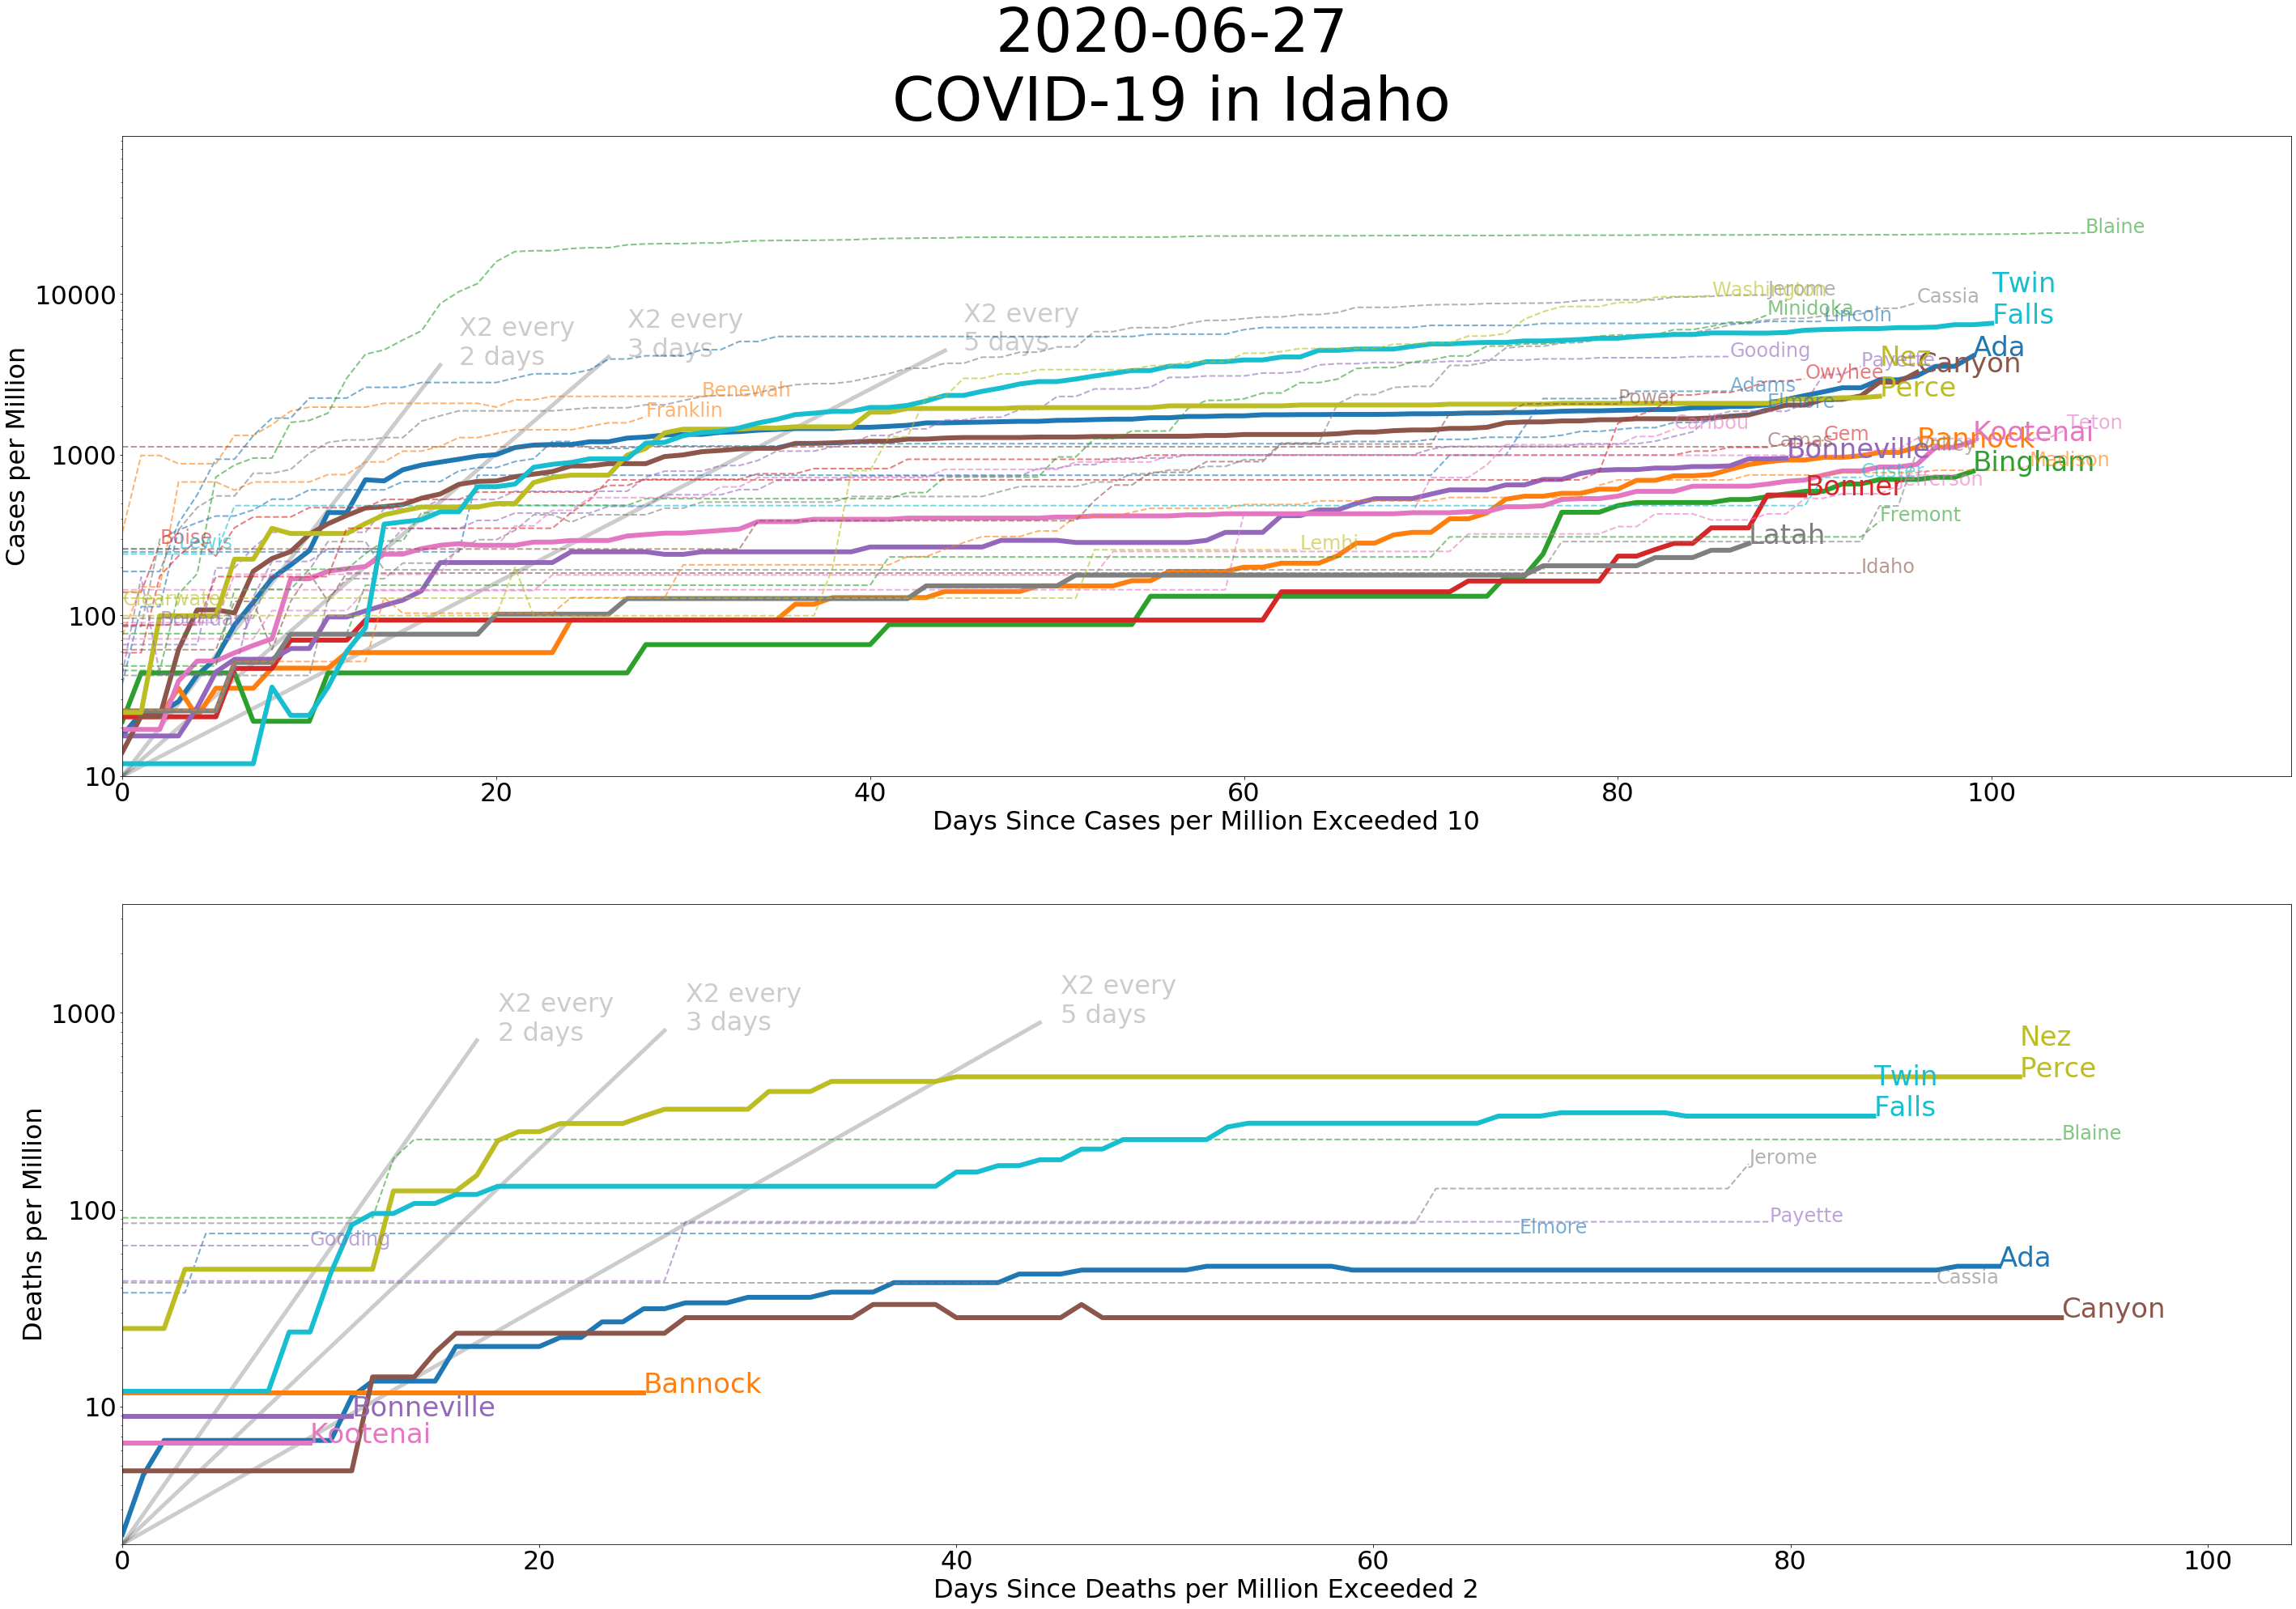 2020-06-27
COVID-19 in Idaho
Cases per Million
10000
1000
100
10
0
20
40
60
80
100
Days Since Cases per Million Exceeded 10
X2 every
2 days
X2 every
3 days
X2 every
5 days
Blaine
Washington
Jerome
Cassia
Minidoka
Lincoln
Twin
Falls
Gooding
Ada
Nez
Perce
Payette
Canyon
Owyhee
Benewah
Franklin
Adams
Power
Elmore
Caribou
Teton
Gem
Camas
Kootenai
Bannock
Bonneville
Valley
Madison
Bingham
Custer
Jefferson
Bonner
Fremont
Boise
Lewis
Latah
Lemhi
Idaho
Clearwater
Boundary
Deaths per Million
1000
100
10
0
20
40
60
80
100
Days Since Deaths per Million Exceeded 2
X2 every
2 days
X2 every
3 days
X2 every
5 days
Nez
Perce
Twin
Falls
Blaine
Jerome
Payette
Elmore
Gooding
Ada
Cassia
Canyon
Bannock
Bonneville
Kootenai